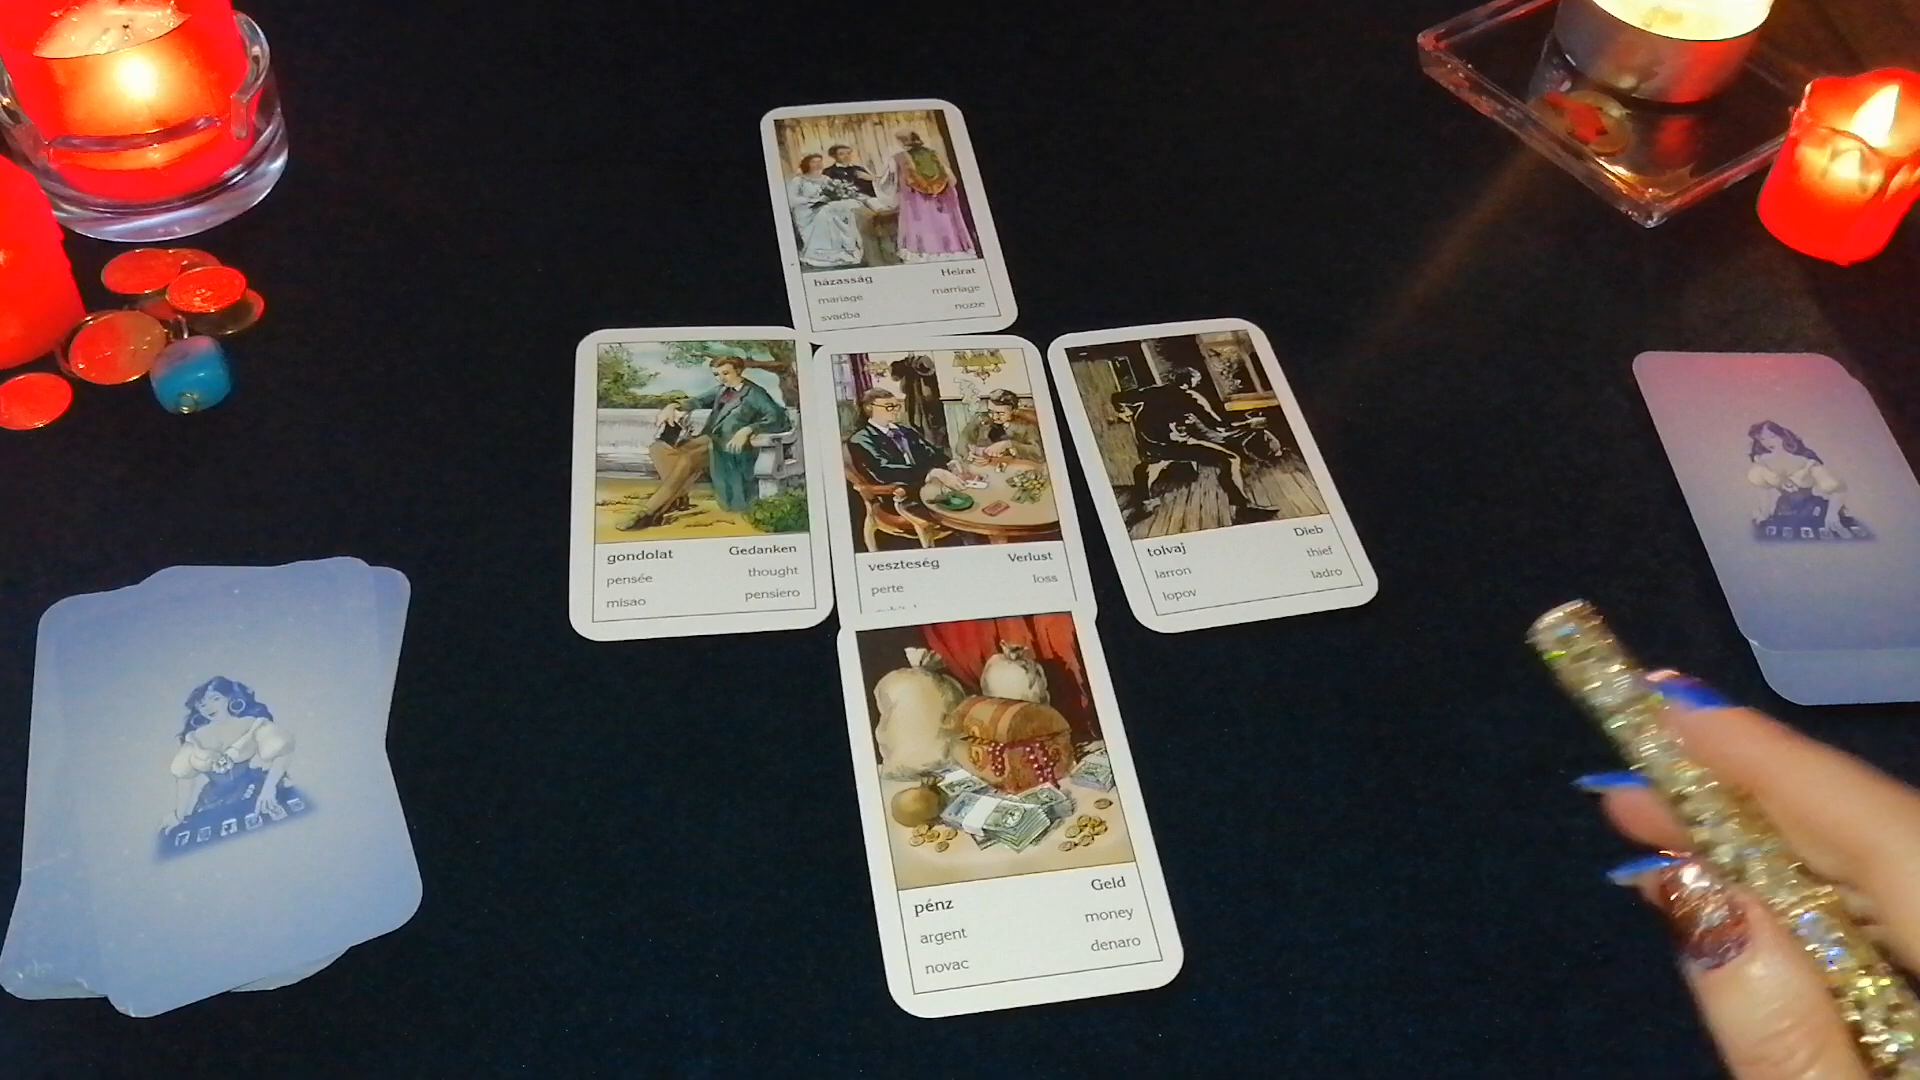 házasság Heirat
mariage marriage
svadba nozze
gondolat Gedanken
pensée thought
misao pensiero
veszteség Verlust
perte loss
tolvaj Dieb
larron thief
lopov ladro
pénz Geld
argent money
novac denaro